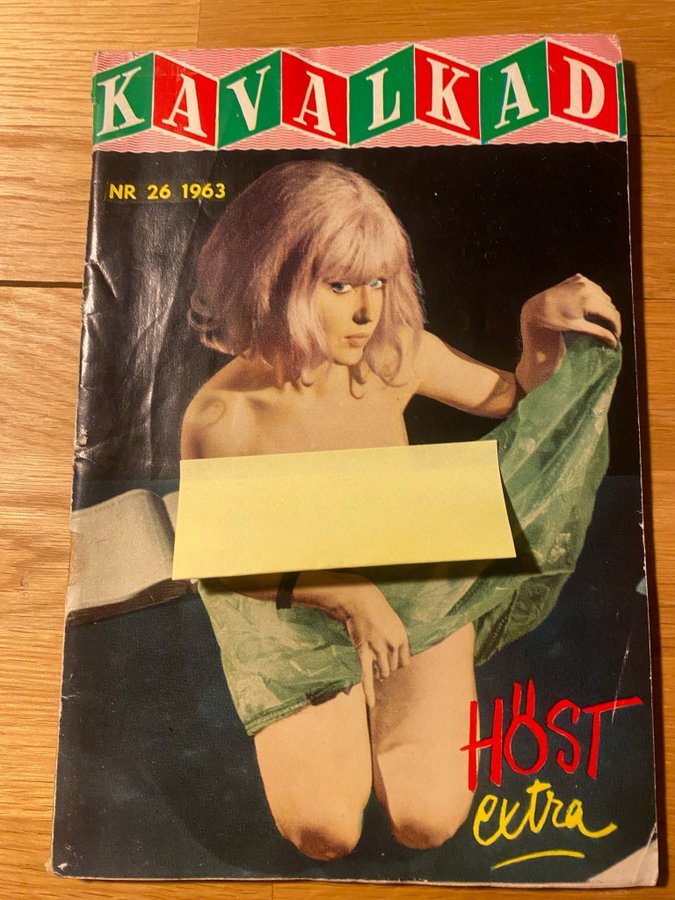 KAVALKAD
NR 26 1963
HÖST
extra